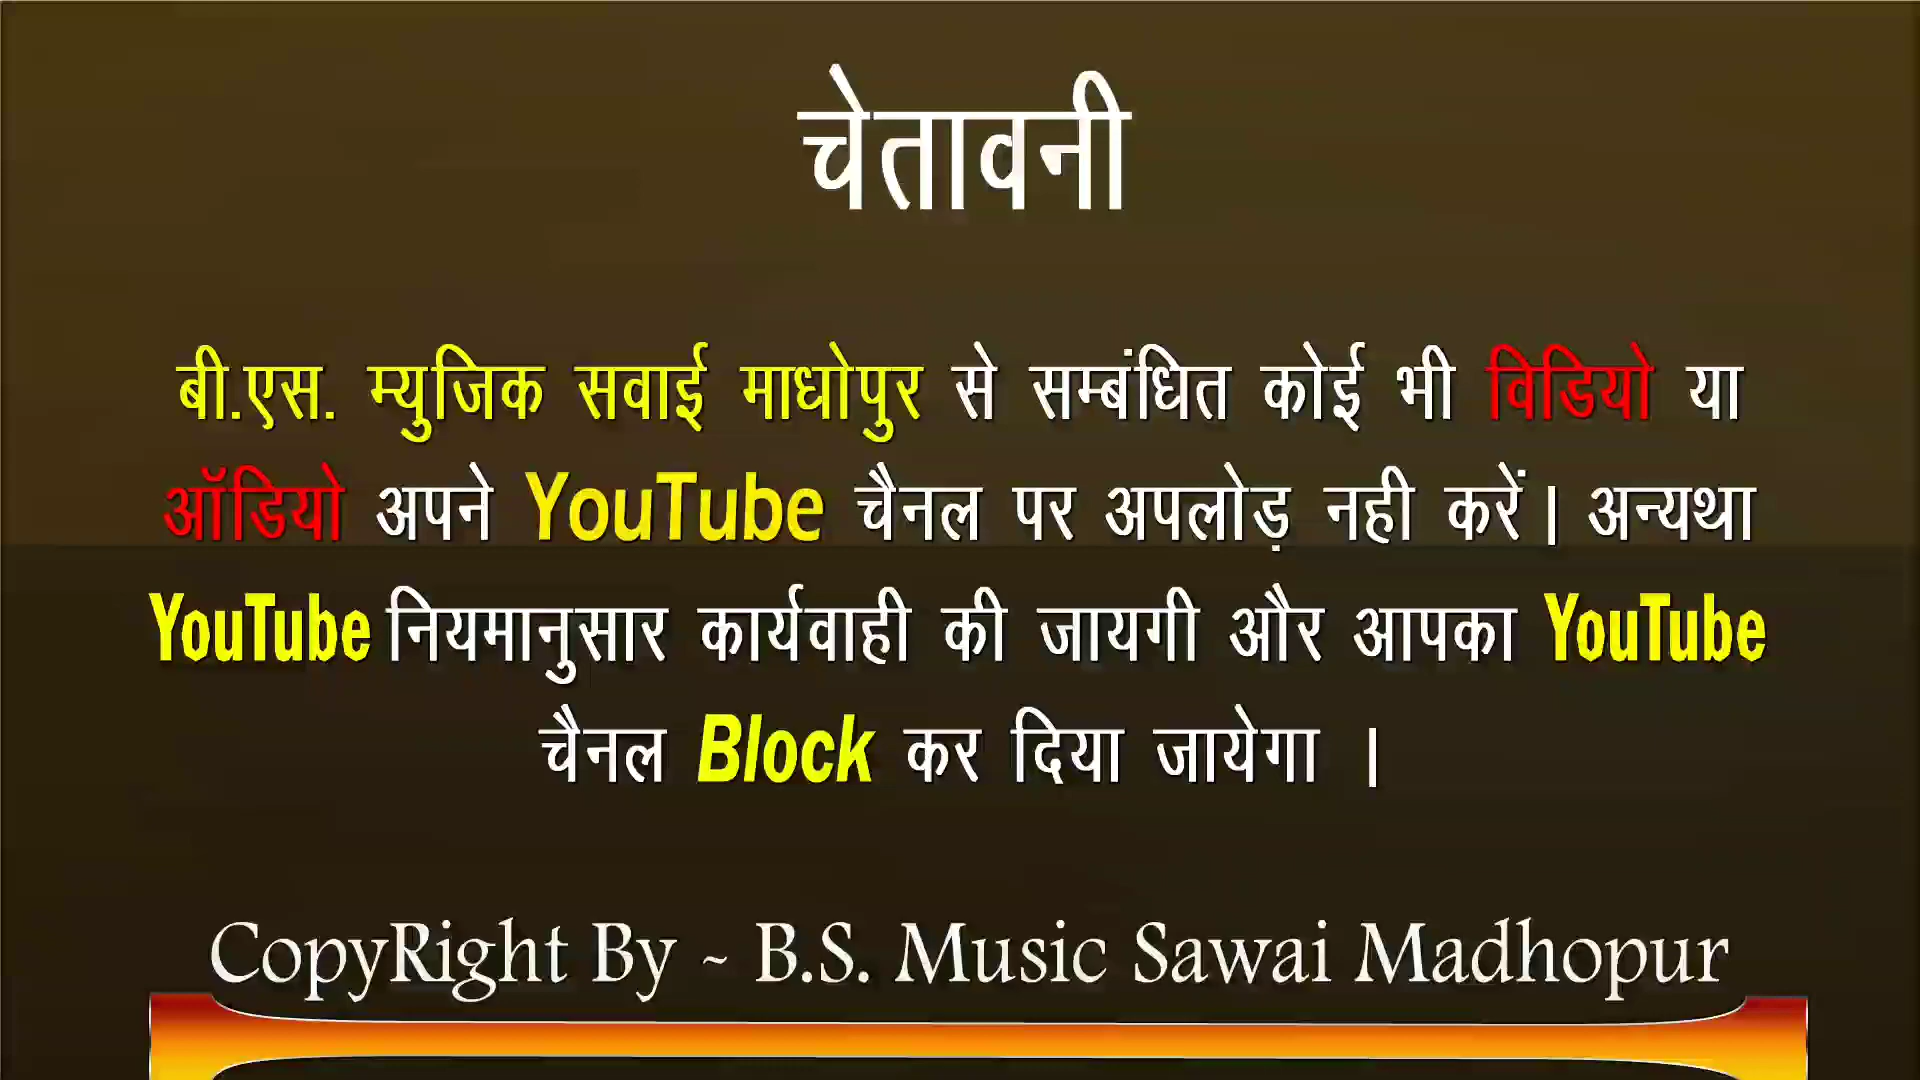 चेतावनी
बी.एस. म्युजिक सवाई माधोपुर से सम्बंधित कोई भी विडियो या
ऑडियो अपने YouTube चैनल पर अपलोड़ नही करें। अन्यथा
YouTube नियमानुसार कार्यवाही की जायगी और आपका YouTube
चैनल Block कर दिया जायेगा ।
CopyRight By - B.S. Music Sawai Madhopur